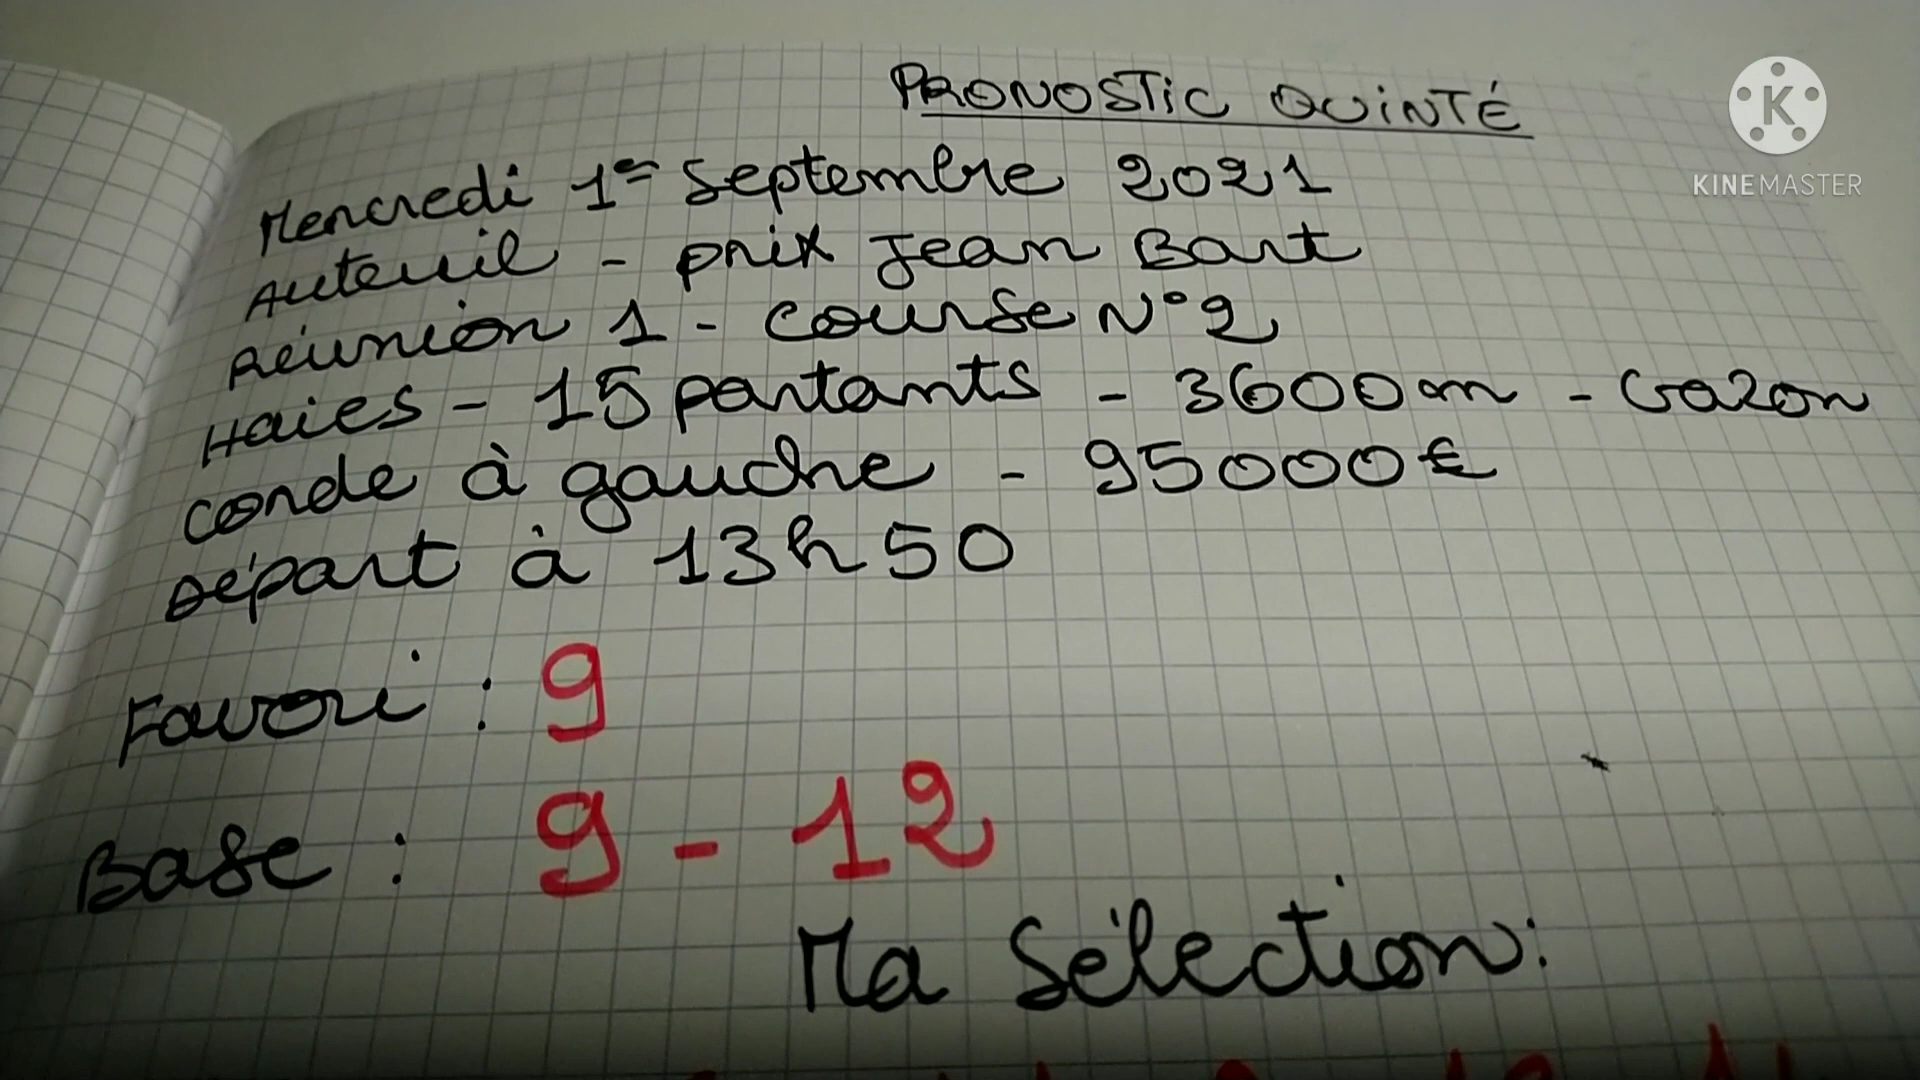 PRONOSTIC QUINTÉ
KINEMASTER
Mercredi 1er Septembre 2021
Auteuil - prix Jean Bart
Réunion 1 - course N°2
Haies - 15 partants - 3600m - Gazon
corde à gauche - 95000€
Départ à 13h50
Favori : 9
Base : 9 - 12
Ma Sélection: